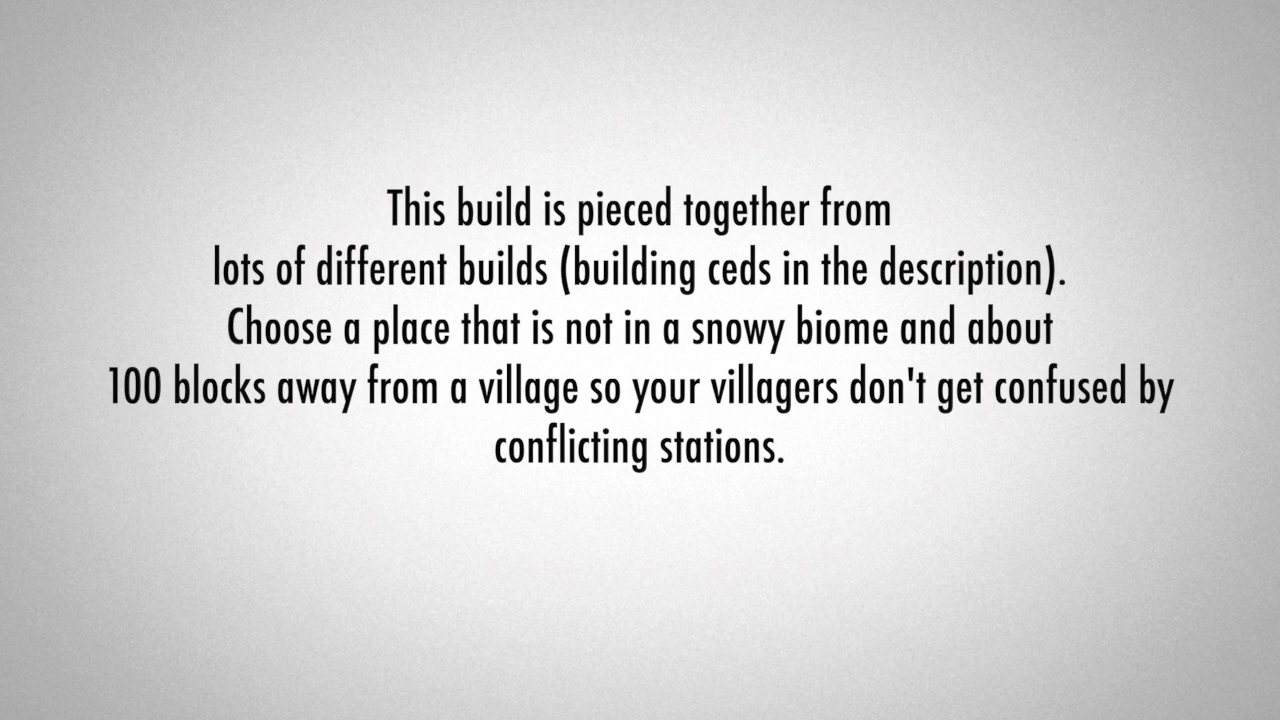 This build is pieced together from
lots of different builds (building ceds in the description).
Choose a place that is not in a snowy biome and about
100 blocks away from a village so your villagers don't get confused by
conflicting stations.